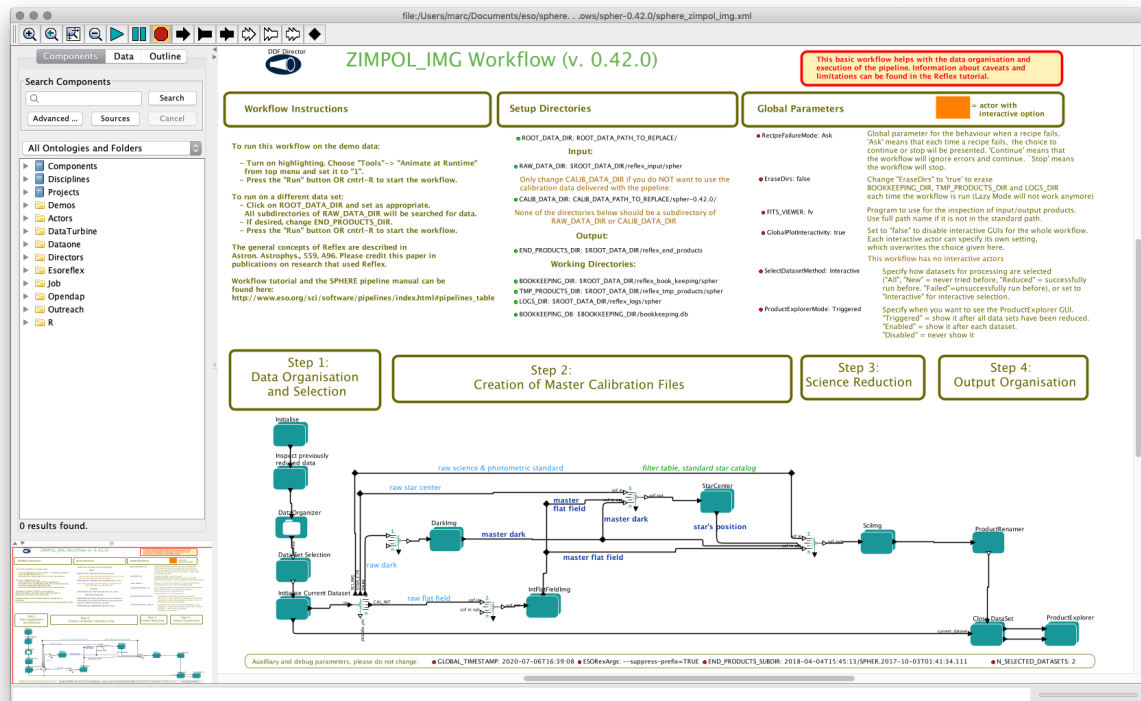 file:/Users/marc/Documents/eso/sphere. . .ows/spher-0.42.0/sphere_zimpol_img.xml
Components
Data
Outline
Search Components
Search
Advanced ...
Sources
Cancel
All Ontologies and Folders
Components
Disciplines
Projects
Demos
Actors
DataTurbine
Dataone
Directors
Esoreflex
Job
Opendap
Outreach
R
0 results found.
DDF Director
ZIMPOL_IMG Workflow (v. 0.42.0)
This basic workflow helps with the data organisation and
execution of the pipeline. Information about caveats and
limitations can be found in the Reflex tutorial.
Workflow Instructions
To run this workflow on the demo data:
- Turn on highlighting. Choose "Tools"-> "Animate at Runtime"
from top menu and set it to "1".
- Press the "Run" button OR cntrl-R to start the workflow.
To run on a different data set:
- Click on ROOT_DATA_DIR and set as appropriate.
All subdirectories of RAW_DATA_DIR will be searched for data.
- If desired, change END_PRODUCTS_DIR.
- Press the "Run" button OR cntrl-R to start the workflow.
The general concepts of Reflex are described in
Astron. Astrophys., 559, A96. Please credit this paper in
publications on research that used Reflex.
Workflow tutorial and the SPHERE pipeline manual can be
found here:
http://www.eso.org/sci/software/pipelines/index.html#pipelines_table
Setup Directories
ROOT_DATA_DIR: ROOT_DATA_PATH_TO_REPLACE/
Input:
RAW_DATA_DIR: $ROOT_DATA_DIR/reflex_input/spher
Only change CALIB_DATA_DIR if you do NOT want to use the
calibration data delivered with the pipeline:
CALIB_DATA_DIR: CALIB_DATA_PATH_TO_REPLACE/spher-0.42.0/
None of the directories below should be a subdirectory of
RAW_DATA_DIR or CALIB_DATA_DIR
Output:
END_PRODUCTS_DIR: $ROOT_DATA_DIR/reflex_end_products
Working Directories:
BOOKKEEPING_DIR: $ROOT_DATA_DIR/reflex_book_keeping/spher
TMP_PRODUCTS_DIR: $ROOT_DATA_DIR/reflex_tmp_products/spher
LOGS_DIR: $ROOT_DATA_DIR/reflex_logs/spher
BOOKKEEPING_DB: $BOOKKEEPING_DIR/bookkeeping.db
Global Parameters
= actor with
interactive option
RecipeFailureMode: Ask
Global parameter for the behaviour when a recipe fails.
'Ask' means that each time a recipe fails, the choice to
continue or stop wil be presented. 'Continue' means that
the workflow will ignore errors and continue. `Stop' means
the workflow will stop.
EraseDirs: false
Change "EraseDirs" to 'true' to erase
BOOKKEEPING_DIR, TMP_PRODUCTS_DIR and LOGS_DIR
each time the workflow is run (Lazy Mode will not work anymore)
FITS_VIEWER: fv
Program to use for the inspection of input/output products.
Use full path name if it is not in the standard path.
GlobalPlotInteractivity: true
Set to "false" to disable interactive GUIs for the whole workflow.
Each interactive actor can specify its own setting,
which overwrites the choice given here.
This workflow has no interactive actors
SelectDatasetMethod: Interactive
Specify how datasets for processing are selected
("All", "New" = never tried before, "Reduced" = successfully
run before, "Failed"=unsuccessfully run before), or set to
"Interactive" for interactive selection.
ProductExplorerMode: Triggered
Specify when you want to see the ProductExplorer GUI.
"Triggered" = show it after all data sets have been reduced.
"Enabled" = show it after each dataset.
"Disabled" = never show it
Step 1:
Data Organisation
and Selection
Step 2:
Creation of Master Calibration Files
Step 3:
Science Reduction
Step 4:
Output Organisation
Initialise
Inspect previously
reduced data
DataOrganizer
DataSet Selection
Initialise Current Dataset
raw science & photometric standard
filter table, standard star catalog
raw star center
master
flat field
StarCenter
DarkImg
master dark
master dark
star's position
raw dark
master flat field
SciImg
ProductRenamer
CAL_INT
raw flat field
IntFlatFieldImg
sof in
sof out
current_dataset
Close DataSet
ProductExplorer
Auxiliary and debug parameters, please do not change:
GLOBAL_TIMESTAMP: 2020-07-06T16:39:08
ESORexArgs: --suppress-prefix=TRUE
END_PRODUCTS_SUBDIR: 2018-04-04T15:45:13/SPHER.2017-10-03T01:41:34.111
N_SELECTED_DATASETS: 2